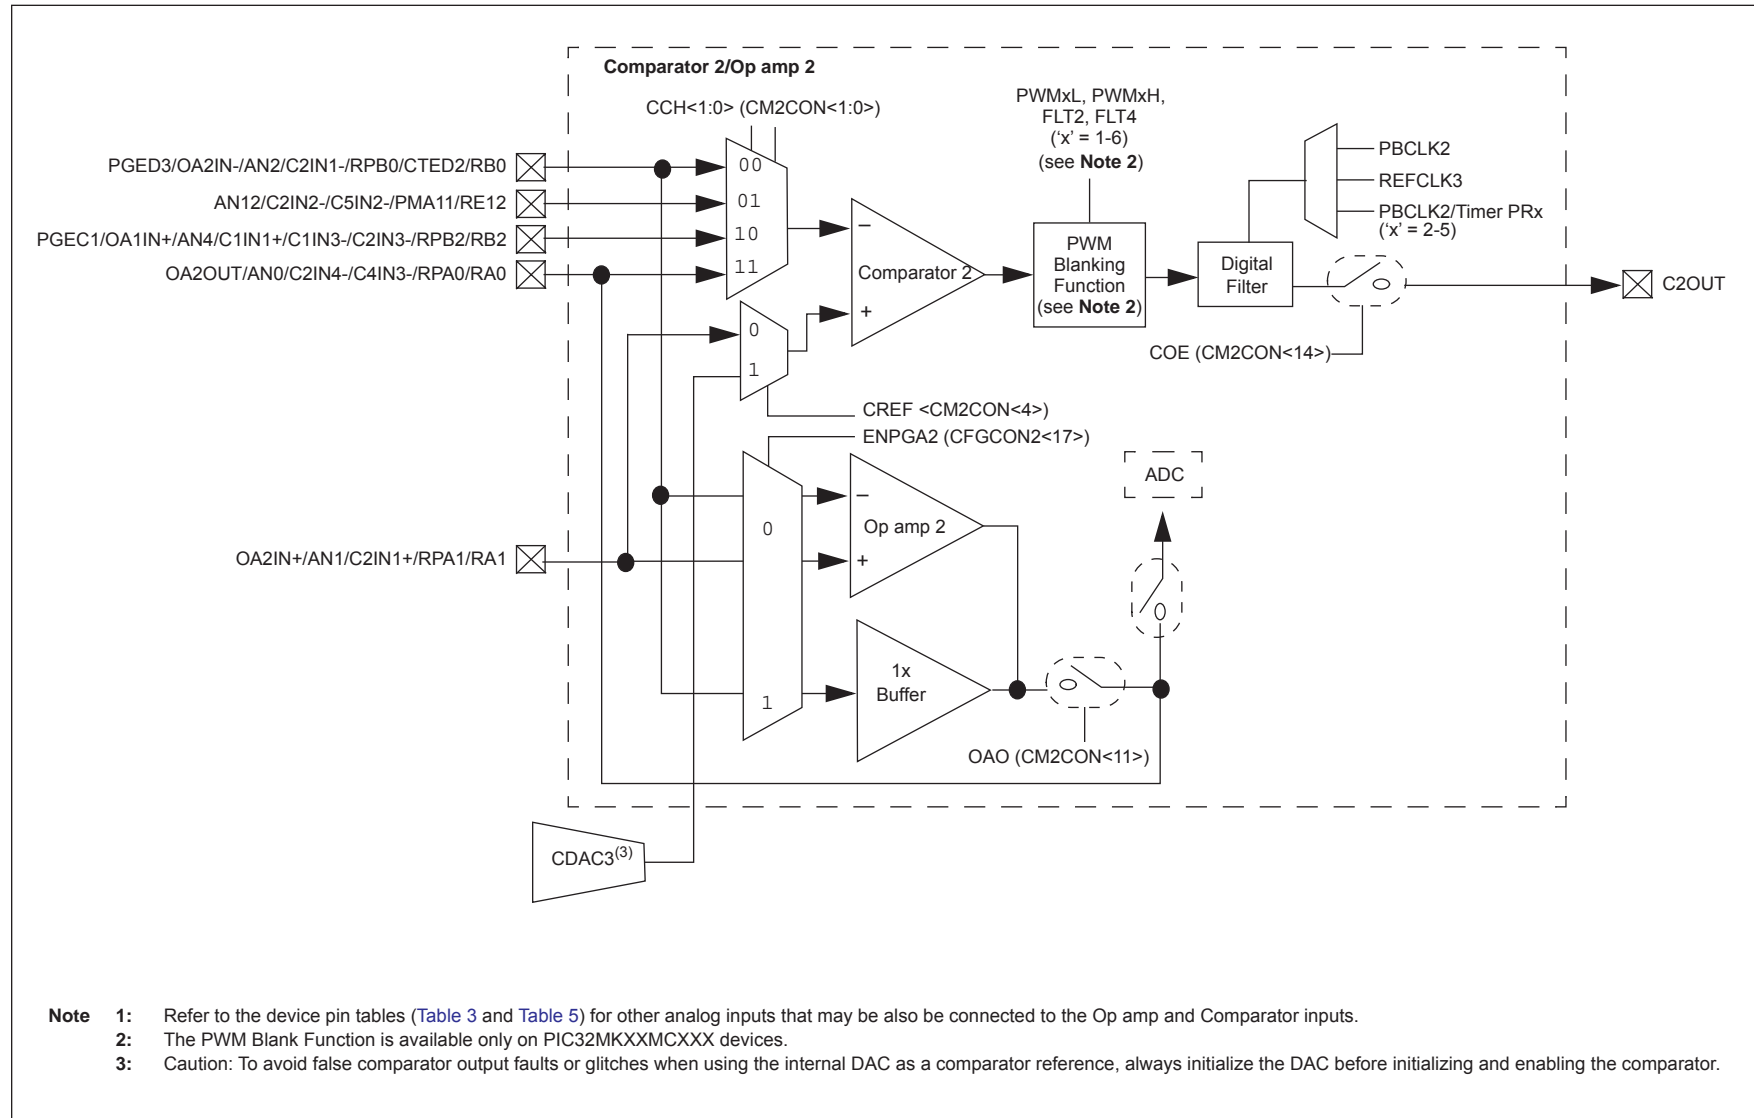 Comparator 2/Op amp 2
CCH<1:0> (CM2CON<1:0>)
PWMxL, PWMxH,
FLT2, FLT4
(‘x’ = 1-6)
(see Note 2)
PGED3/OA2IN-/AN2/C2IN1-/RPB0/CTED2/RB0
AN12/C2IN2-/C5IN2-/PMA11/RE12
PGEC1/OA1IN+/AN4/C1IN1+/C1IN3-/C2IN3-/RPB2/RB2
OA2OUT/AN0/C2IN4-/C4IN3-/RPA0/RA0
00
01
10
11
–
Comparator 2
+
PWM
Blanking
Function
(see Note 2)
Digital
Filter
PBCLK2
REFCLK3
PBCLK2/Timer PRx
(‘x’ = 2-5)
C2OUT
COE (CM2CON<14>)
0
1
CREF <CM2CON<4>)
ENPGA2 (CFGCON2<17>)
ADC
0
–
Op amp 2
+
OA2IN+/AN1/C2IN1+/RPA1/RA1
1
1x
Buffer
OAO (CM2CON<11>)
CDAC3(3)
Note 1: Refer to the device pin tables (Table 3 and Table 5) for other analog inputs that may be also be connected to the Op amp and Comparator inputs.
2: The PWM Blank Function is available only on PIC32MKXXMCXXX devices.
3: Caution: To avoid false comparator output faults or glitches when using the internal DAC as a comparator reference, always initialize the DAC before initializing and enabling the comparator.